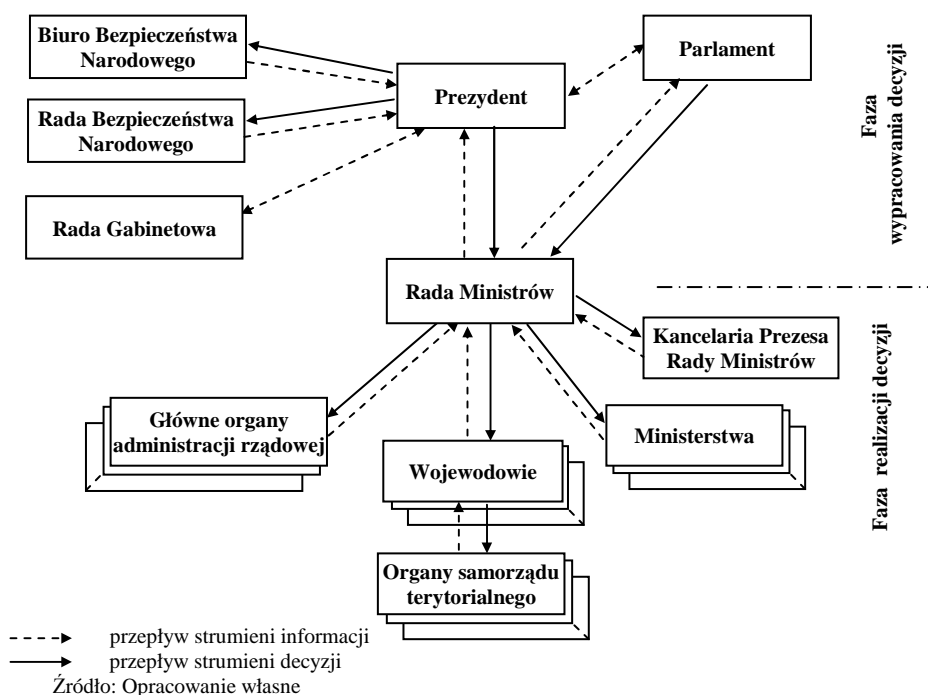 Biuro Bezpieczeństwa
Narodowego
Parlament
Prezydent
Rada Bezpieczeństwa
Narodowego
Rada Gabinetowa
Faza
wypracowania decyzji
Rada Ministrów
Kancelaria Prezesa
Rady Ministrów
Główne organy
administracji rządowej
Ministerstwa
Wojewodowie
Faza realizacji decyzji
Organy samorządu
terytorialnego
przepływ strumieni informacji
przepływ strumieni decyzji
Źródło: Opracowanie własne